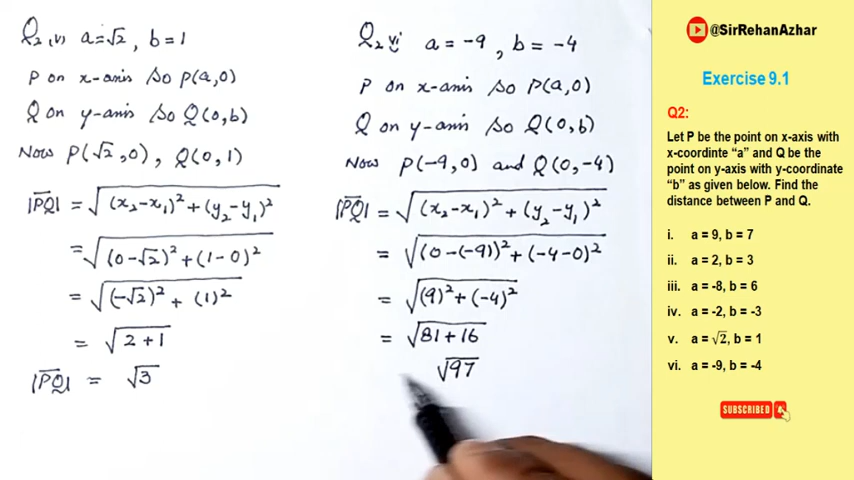 Q2 (v) a = √2, b = 1
P on x-axis So P(a, 0)
Q on y-axis So Q(0, b)
Now P(√2, 0), Q(0, 1)
|PQ| = √((x₂-x₁)² + (y₂-y₁)²)
= √((0-√2)² + (1-0)²)
= √((-√2)² + (1)²)
= √(2+1)
|PQ| = √3
Q2 vi a = -9, b = -4
P on x-axis So P(a, 0)
Q on y-axis So Q(0, b)
Now P(-9, 0) and Q(0, -4)
|PQ| = √((x₂-x₁)² + (y₂-y₁)²)
= √((0-(-9))² + (-4-0)²)
= √((9)² + (-4)²)
= √(81+16)
√97
@SirRehanAzhar
Exercise 9.1
Q2:
Let P be the point on x-axis with
x-coordinte “a” and Q be the
point on y-axis with y-coordinate
“b” as given below. Find the
distance between P and Q.
i. a = 9, b = 7
ii. a = 2, b = 3
iii. a = -8, b = 6
iv. a = -2, b = -3
v. a = √2, b = 1
vi. a = -9, b = -4
SUBSCRIBED